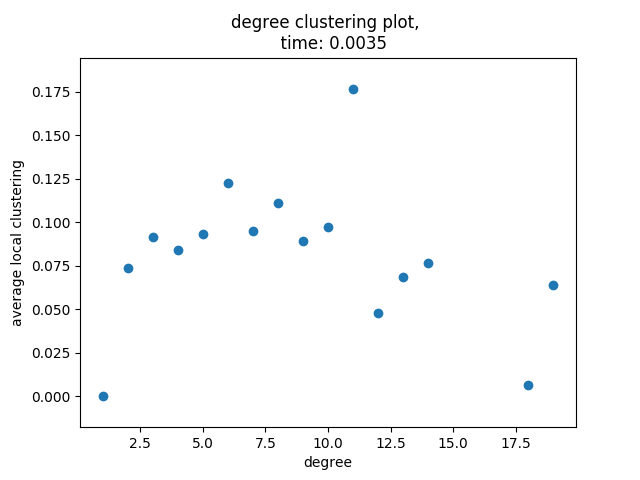 degree clustering plot,
time: 0.0035
0.175
0.150
0.125
0.100
0.075
0.050
0.025
0.000
average local clustering
2.5 5.0 7.5 10.0 12.5 15.0 17.5
degree